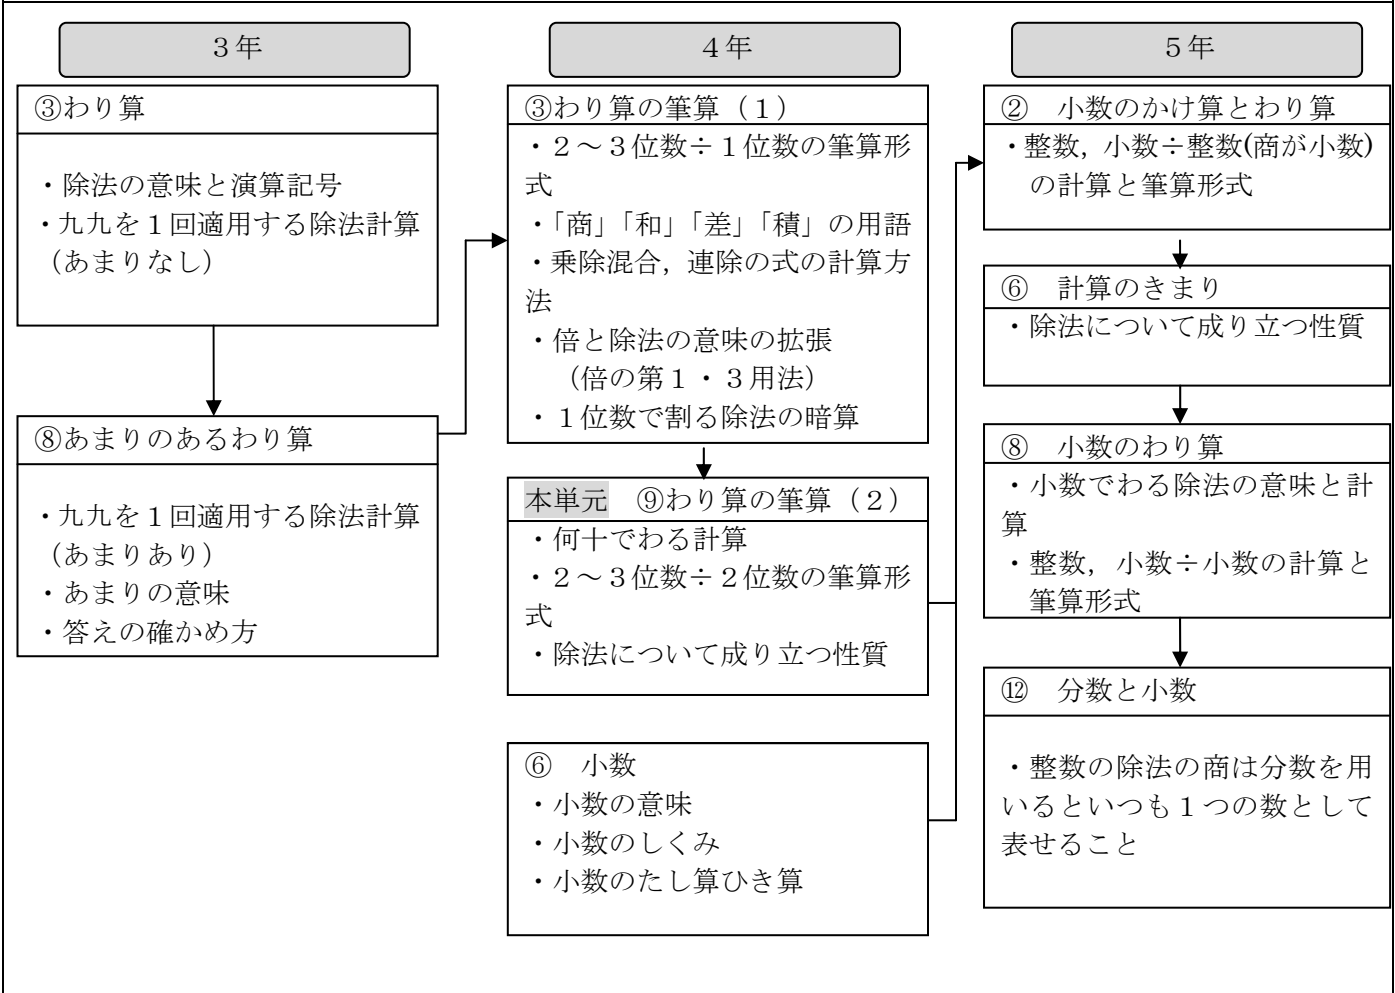 ３年
③わり算
・除法の意味と演算記号
・九九を１回適用する除法計算
（あまりなし）
⑧あまりのあるわり算
・九九を１回適用する除法計算
（あまりあり）
・あまりの意味
・答えの確かめ方
４年
③わり算の筆算（１）
・２～３位数÷１位数の筆算形
式
・「商」「和」「差」「積」の用語
・乗除混合，連除の式の計算方
法
・倍と除法の意味の拡張
（倍の第１・３用法）
・１位数で割る除法の暗算
本単元　⑨わり算の筆算（２）
・何十でわる計算
・２～３位数÷２位数の筆算形
式
・除法について成り立つ性質
⑥　小数
・小数の意味
・小数のしくみ
・小数のたし算ひき算
５年
②　小数のかけ算とわり算
・整数，小数÷整数(商が小数)
の計算と筆算形式
⑥　計算のきまり
・除法について成り立つ性質
⑧　小数のわり算
・小数でわる除法の意味と計
算
・整数，小数÷小数の計算と
筆算形式
⑫　分数と小数
・整数の除法の商は分数を用
いるといつも１つの数として
表せること